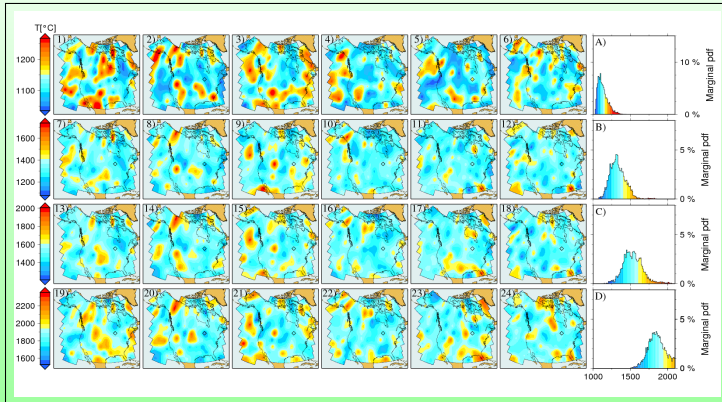 T[°C]
1) 2) 3) 4) 5) 6) A)
1200
1100
10 %
0 %
Marginal pdf
7) 8) 9) 10) 11) 12) B)
1600
1400
1200
5 %
0 %
Marginal pdf
13) 14) 15) 16) 17) 18) C)
2000
1800
1600
1400
5 %
0 %
Marginal pdf
19) 20) 21) 22) 23) 24) D)
2200
2000
1800
1600
5 %
0 %
Marginal pdf
1000 1500 2000